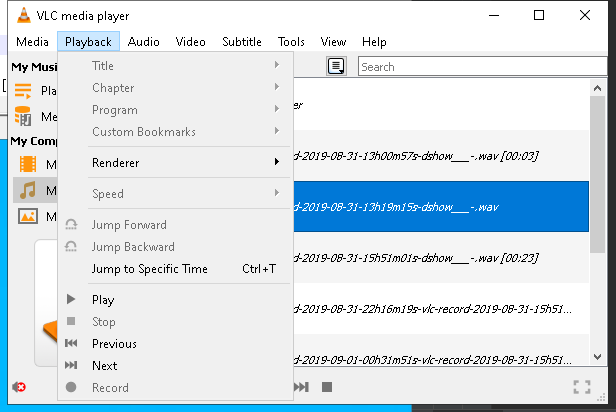 VLC media player
Media Playback Audio Video Subtitle Tools View Help
My Musi
Search
Title
Pla
Chapter
er
Program
Me
Custom Bookmarks
My Comp
rd-2019-08-31-13h00m57s-dshow___-,wav [00:03]
Renderer
M
Speed
M
rd-2019-08-31-13h19m15s-dshow___-,wav
Jump Forward
M
Jump Backward
rd-2019-08-31-15h51m01s-dshow___-,wav [00:23]
Jump to Specific Time Ctrl+T
Play
rd-2019-08-31-22h16m19s-vlc-record-2019-08-31-15h51...
Stop
Previous
rd-2019-09-01-00h31m51s-vlc-record-2019-08-31-15h51...
Next
Record